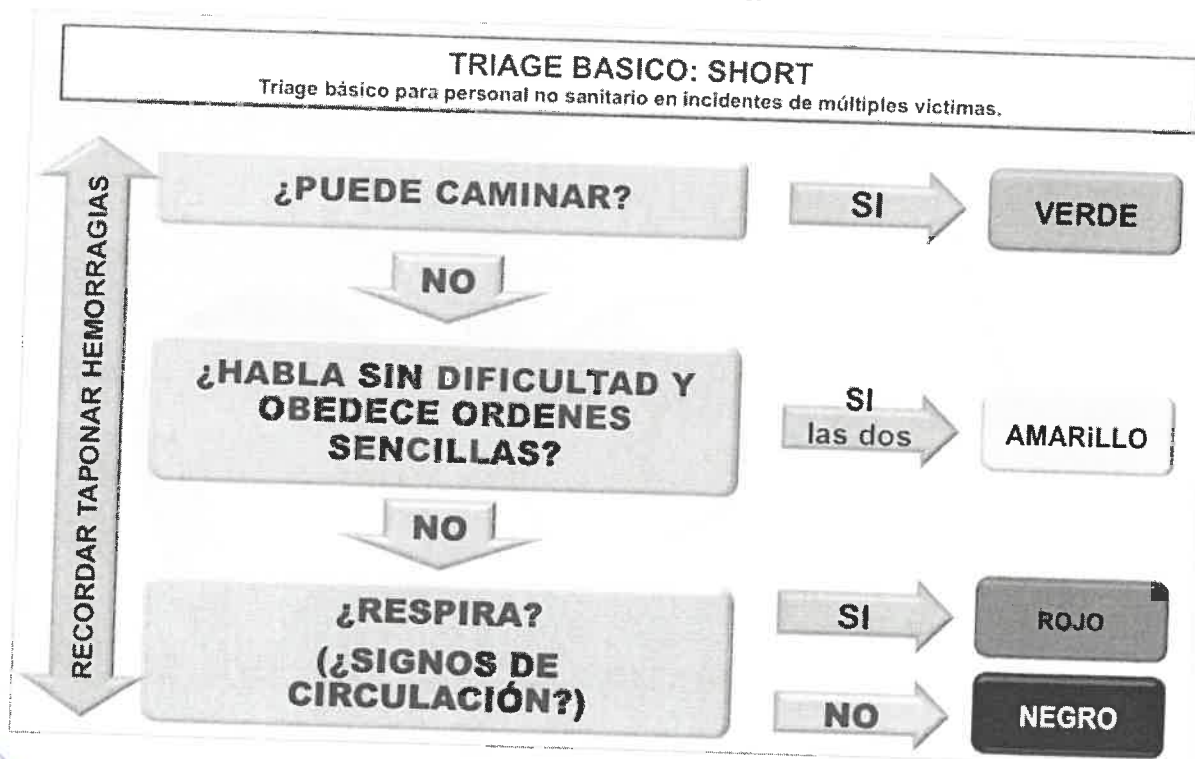 TRIAGE BASICO: SHORT
Triage básico para personal no sanitario en incidentes de múltiples víctimas.
RECORDAR TAPONAR HEMORRAGIAS
¿PUEDE CAMINAR?
SI
VERDE
NO
¿HABLA SIN DIFICULTAD Y
OBEDECE ORDENES
SENCILLAS?
SI
las dos
AMARiLLO
NO
¿RESPIRA?
(¿SIGNOS DE
CIRCULACIÓN?)
SI
ROJO
NO
NEGRO